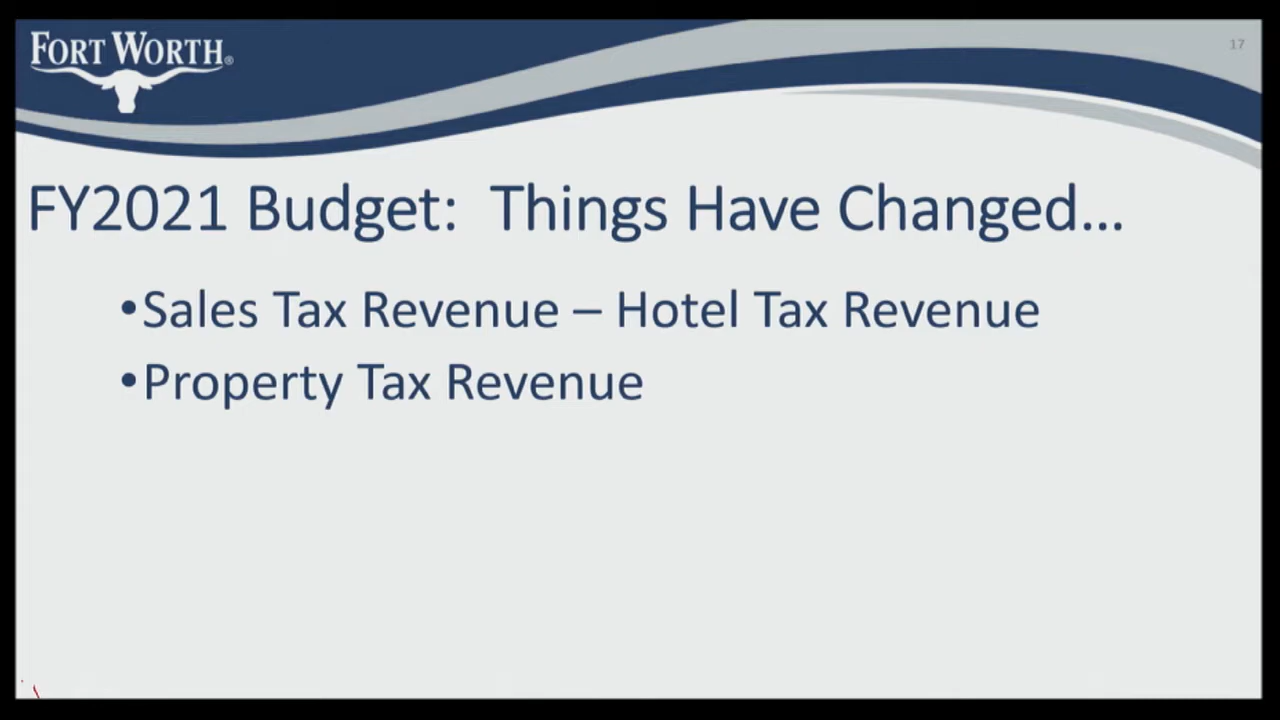 FORT WORTH®
17
FY2021 Budget: Things Have Changed...
•Sales Tax Revenue – Hotel Tax Revenue
•Property Tax Revenue